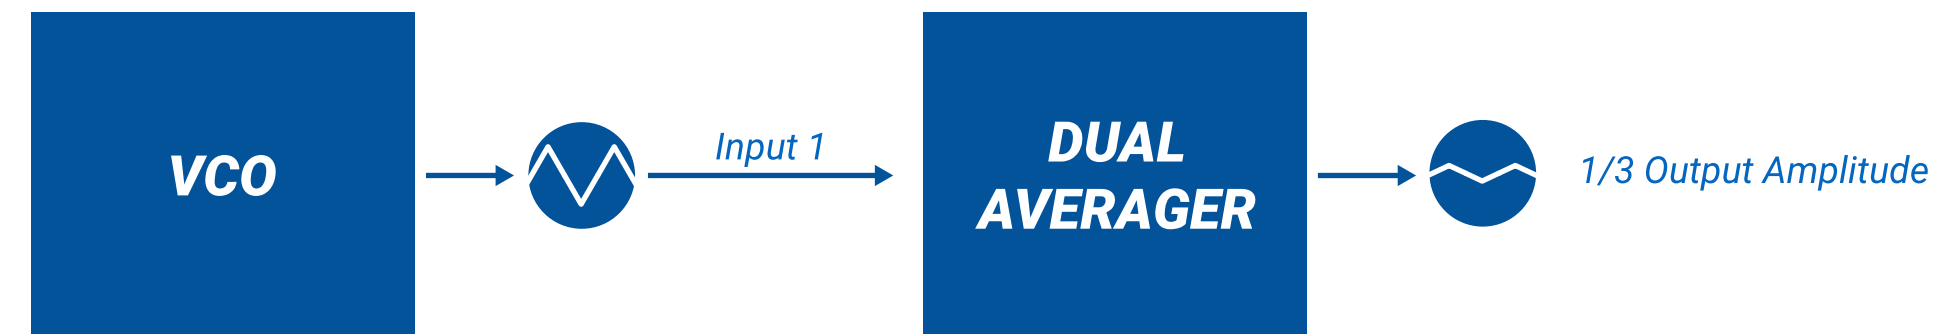 VCO
Input 1
DUAL
AVERAGER
1/3 Output Amplitude